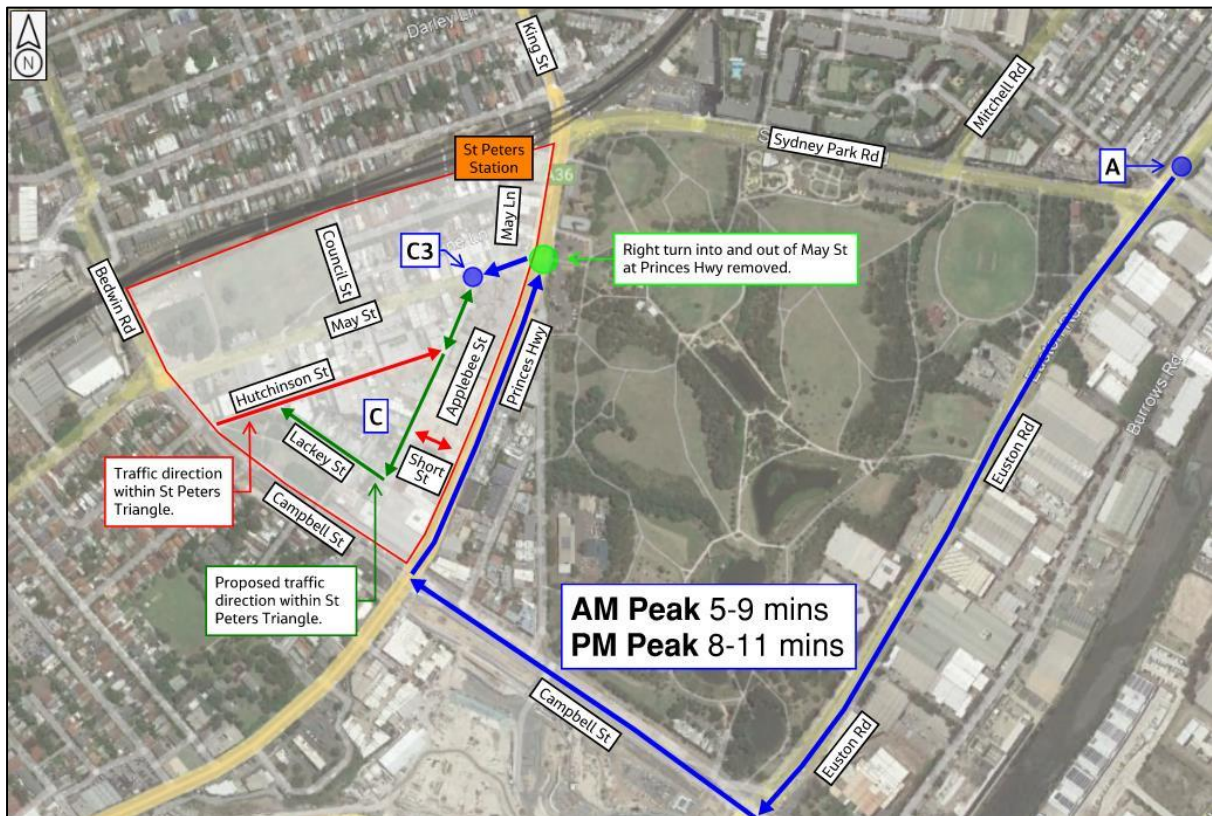 N
Darley Ln
King St
Mitchell Rd
St Peters
Station
Sydney Park Rd
A36
A
May Ln
C3
Right turn into and out of May St
at Princes Hwy removed.
Council St
Bedwin Rd
May St
Princes Hwy
Applebee St
Euston Rd
Burrows Rd
Hutchinson St
C
Euston Rd
Lackey St
Short
St
Traffic direction
within St Peters
Triangle.
Campbell St
Proposed traffic
direction within St
Peters Triangle.
AM Peak 5-9 mins
PM Peak 8-11 mins
Campbell St
Euston Rd